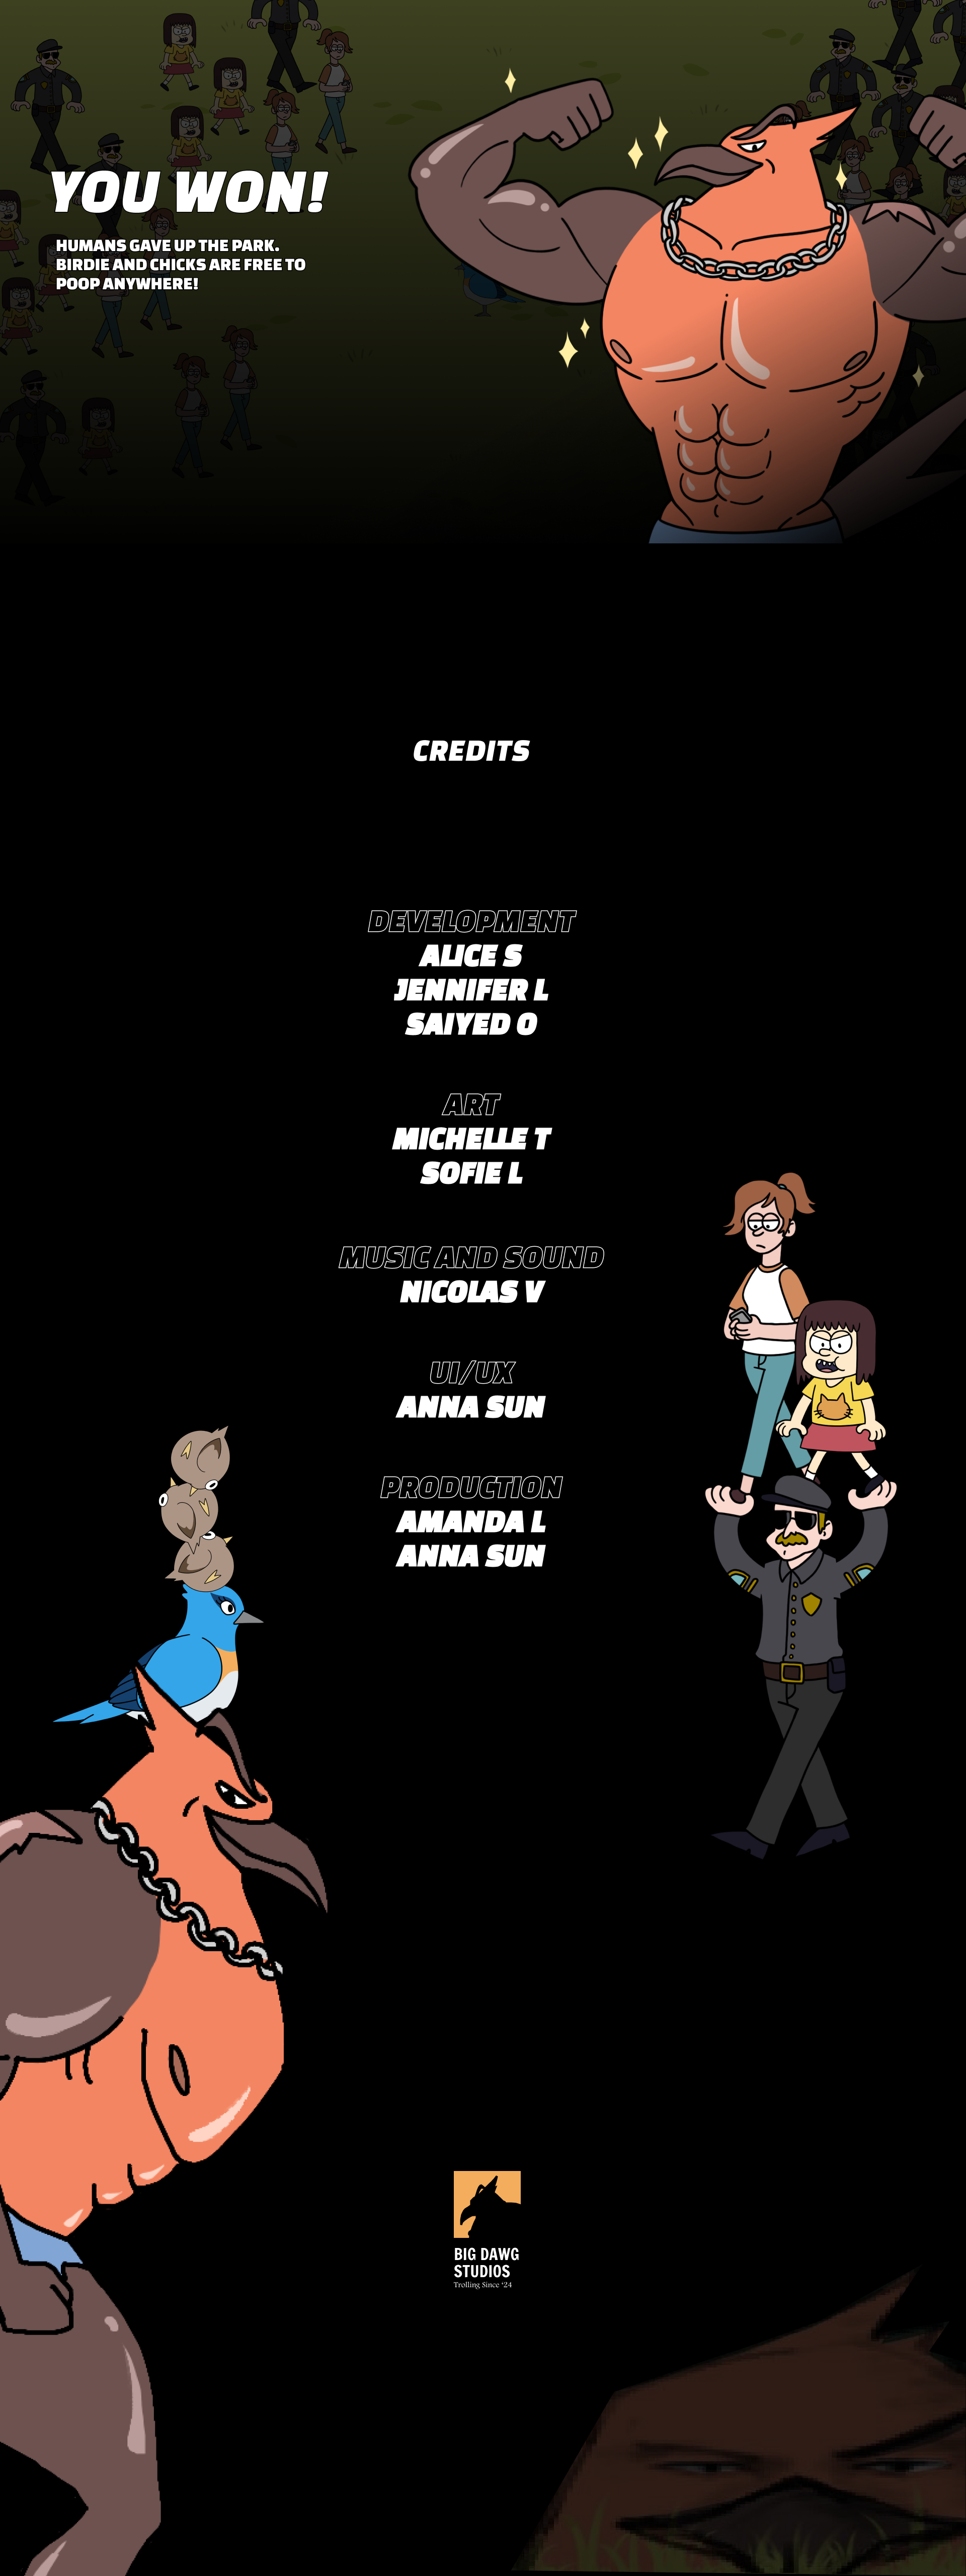 YOU WON!
HUMANS GAVE UP THE PARK.
BIRDIE AND CHICKS ARE FREE TO
POOP ANYWHERE!
CREDITS
DEVELOPMENT
ALICE S
JENNIFER L
SAIYED O
ART
MICHELLE T
SOFIE L
MUSIC AND SOUND
NICOLAS V
UI/UX
ANNA SUN
PRODUCTION
AMANDA L
ANNA SUN
BIG DAWG
STUDIOS
Trolling Since '24